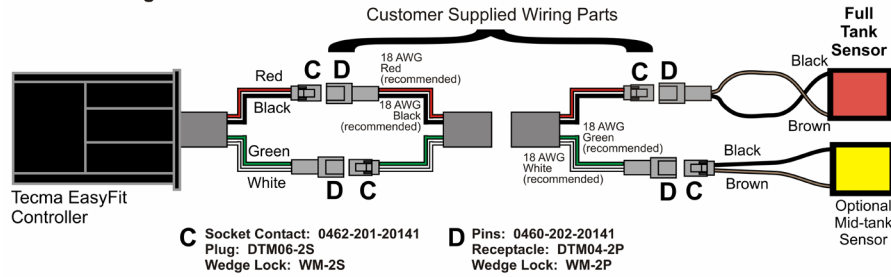 Customer Supplied Wiring Parts
Full
Tank
Sensor
Red
C D
18 AWG
Red
(recommended)
C D
Black
Black
18 AWG
Black
(recommended)
18 AWG
Green
(recommended)
Brown
Green
White
D C
18 AWG
White
(recommended)
D C
Black
Brown
Tecma EasyFit
Controller
Optional
Mid-tank
Sensor
C Socket Contact: 0462-201-20141
Plug: DTM06-2S
Wedge Lock: WM-2S
D Pins: 0460-202-20141
Receptacle: DTM04-2P
Wedge Lock: WM-2P